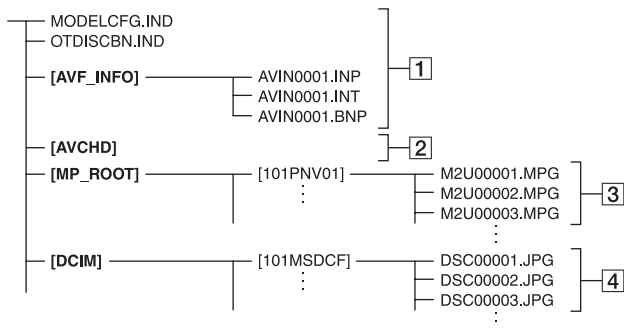 MODELCFG.IND
OTDISCBN.IND
[AVF_INFO] AVIN0001.INP 1
AVIN0001.INT
AVIN0001.BNP
[AVCHD] 2
[MP_ROOT] [101PNV01] M2U00001.MPG
M2U00002.MPG 3
M2U00003.MPG
[DCIM] [101MSDCF] DSC00001.JPG
DSC00002.JPG 4
DSC00003.JPG